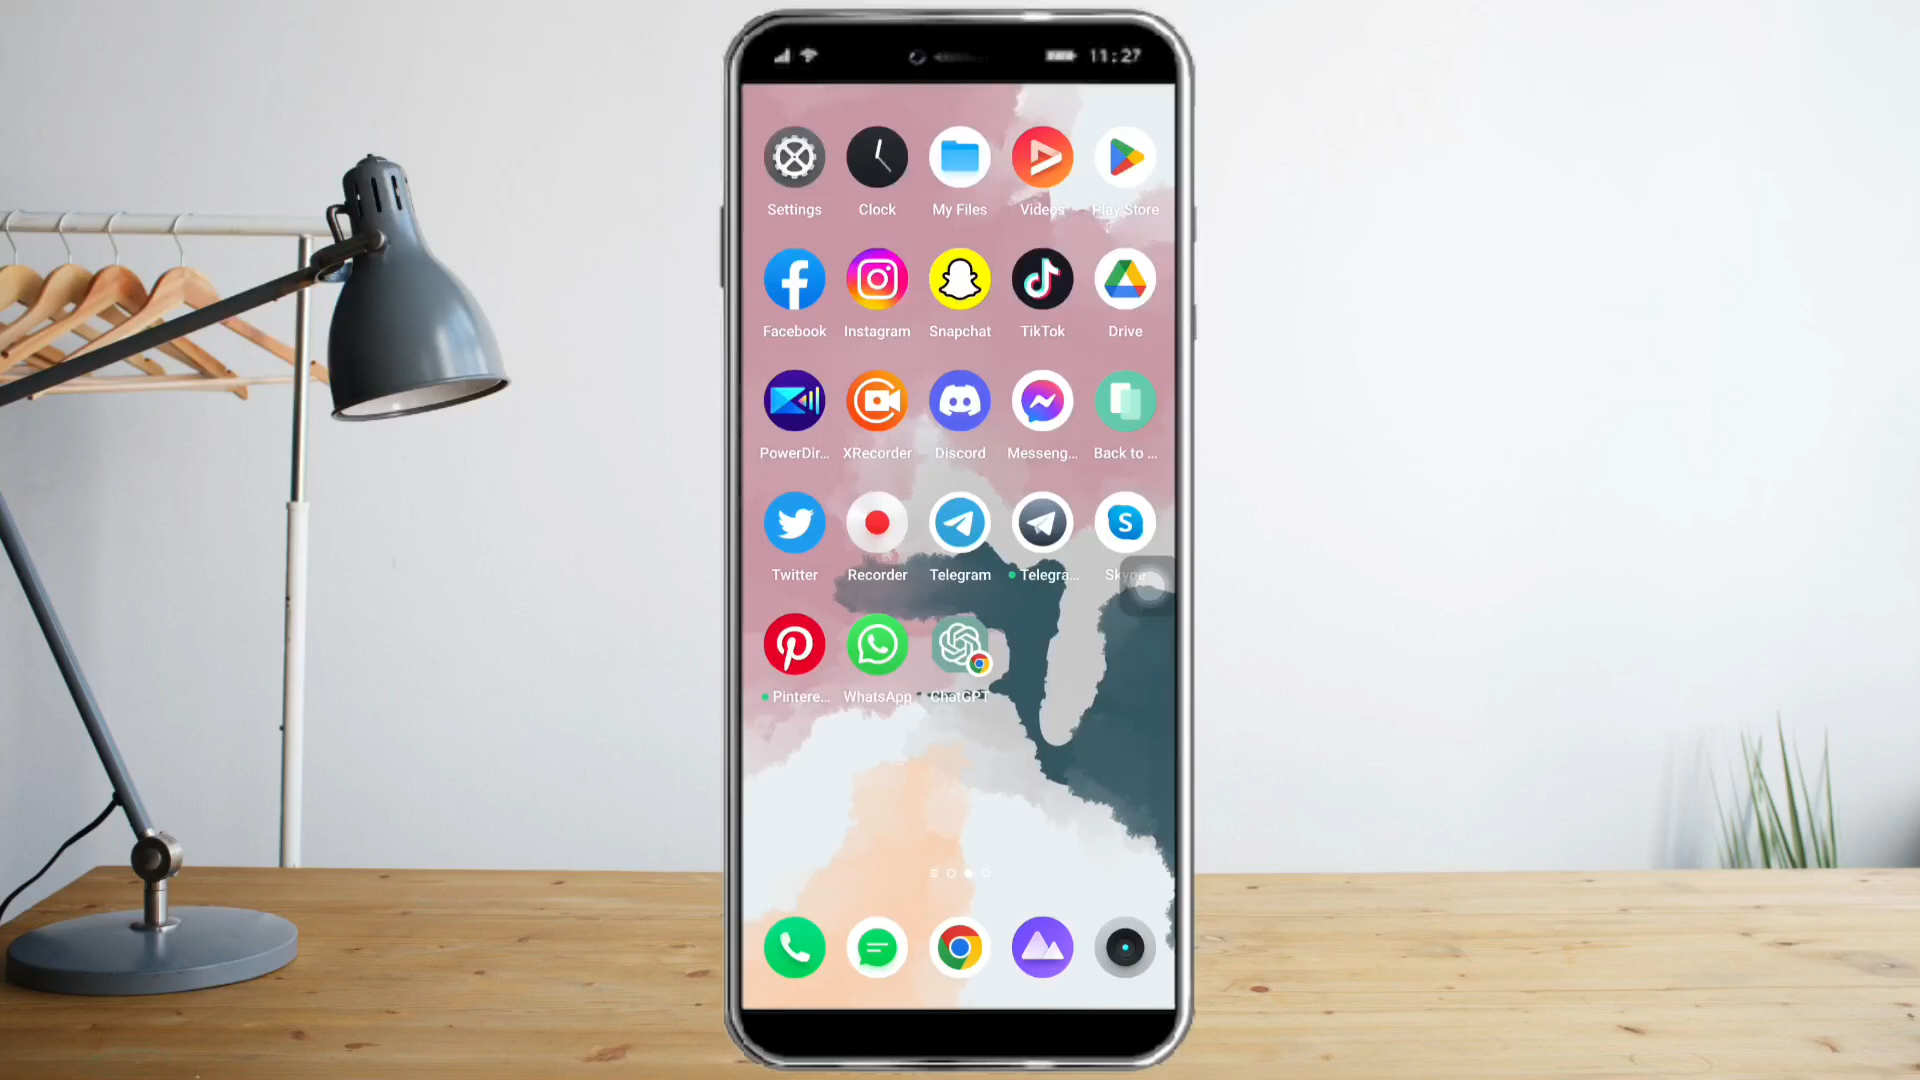 11:27
Settings Clock My Files Videos Play Store
Facebook Instagram Snapchat TikTok Drive
PowerDir... XRecorder Discord Messeng... Back to ...
Twitter Recorder Telegram Telegra... Skype
Pintere... WhatsApp ChatGPT